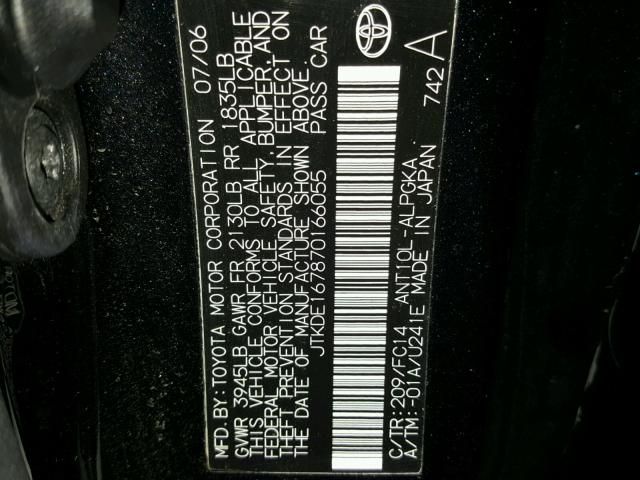 MFD.BY:TOYOTA MOTOR CORPORATION 07/06
GVWR 3945LB GAWR FR 2130LB RR 1835LB
THIS VEHICLE CONFORMS TO ALL APPLICABLE
FEDERAL MOTOR VEHICLE SAFETY,BUMPER,AND
THEFT PREVENTION STANDARDS IN EFFECT ON
THE DATE OF MANUFACTURE SHOWN ABOVE.
JTKDE167870166055 PASS CAR
C/TR:209/FC14 ANT10L-ALPGKA
A/TM:-01A/U241E MADE IN JAPAN
742 A